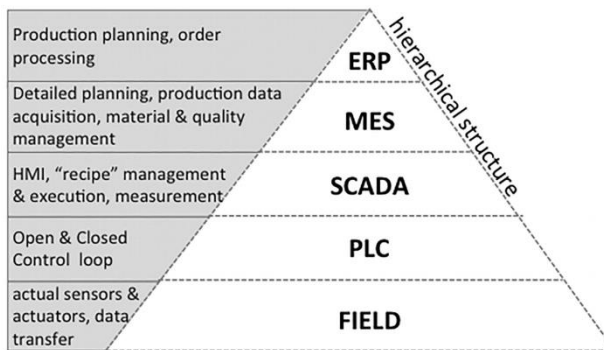 Production planning, order
processing
ERP
hierarchical structure
Detailed planning, production data
acquisition, material & quality
management
MES
HMI, “recipe” management
& execution, measurement
SCADA
Open & Closed
Control loop
PLC
actual sensors &
actuators, data
transfer
FIELD